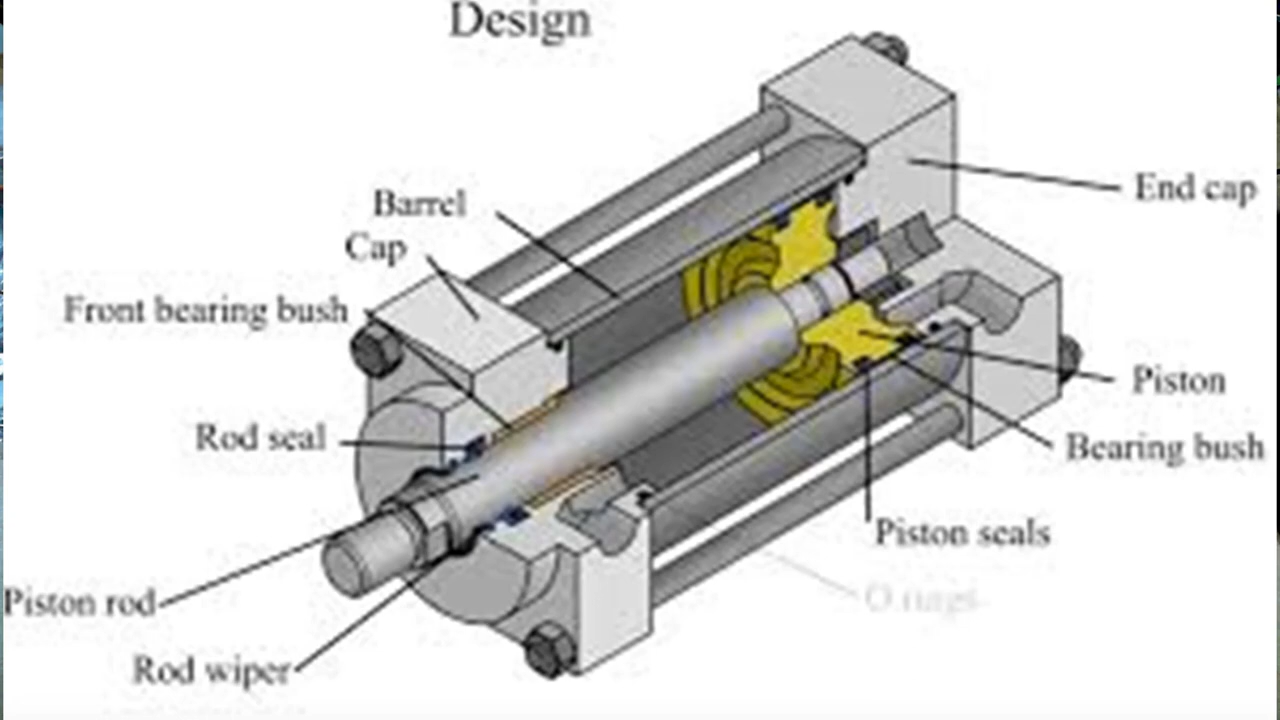 Design
Barrel
Cap
Front bearing bush
Rod seal
Piston rod
Rod wiper
End cap
Piston
Bearing bush
Piston seals
O rings